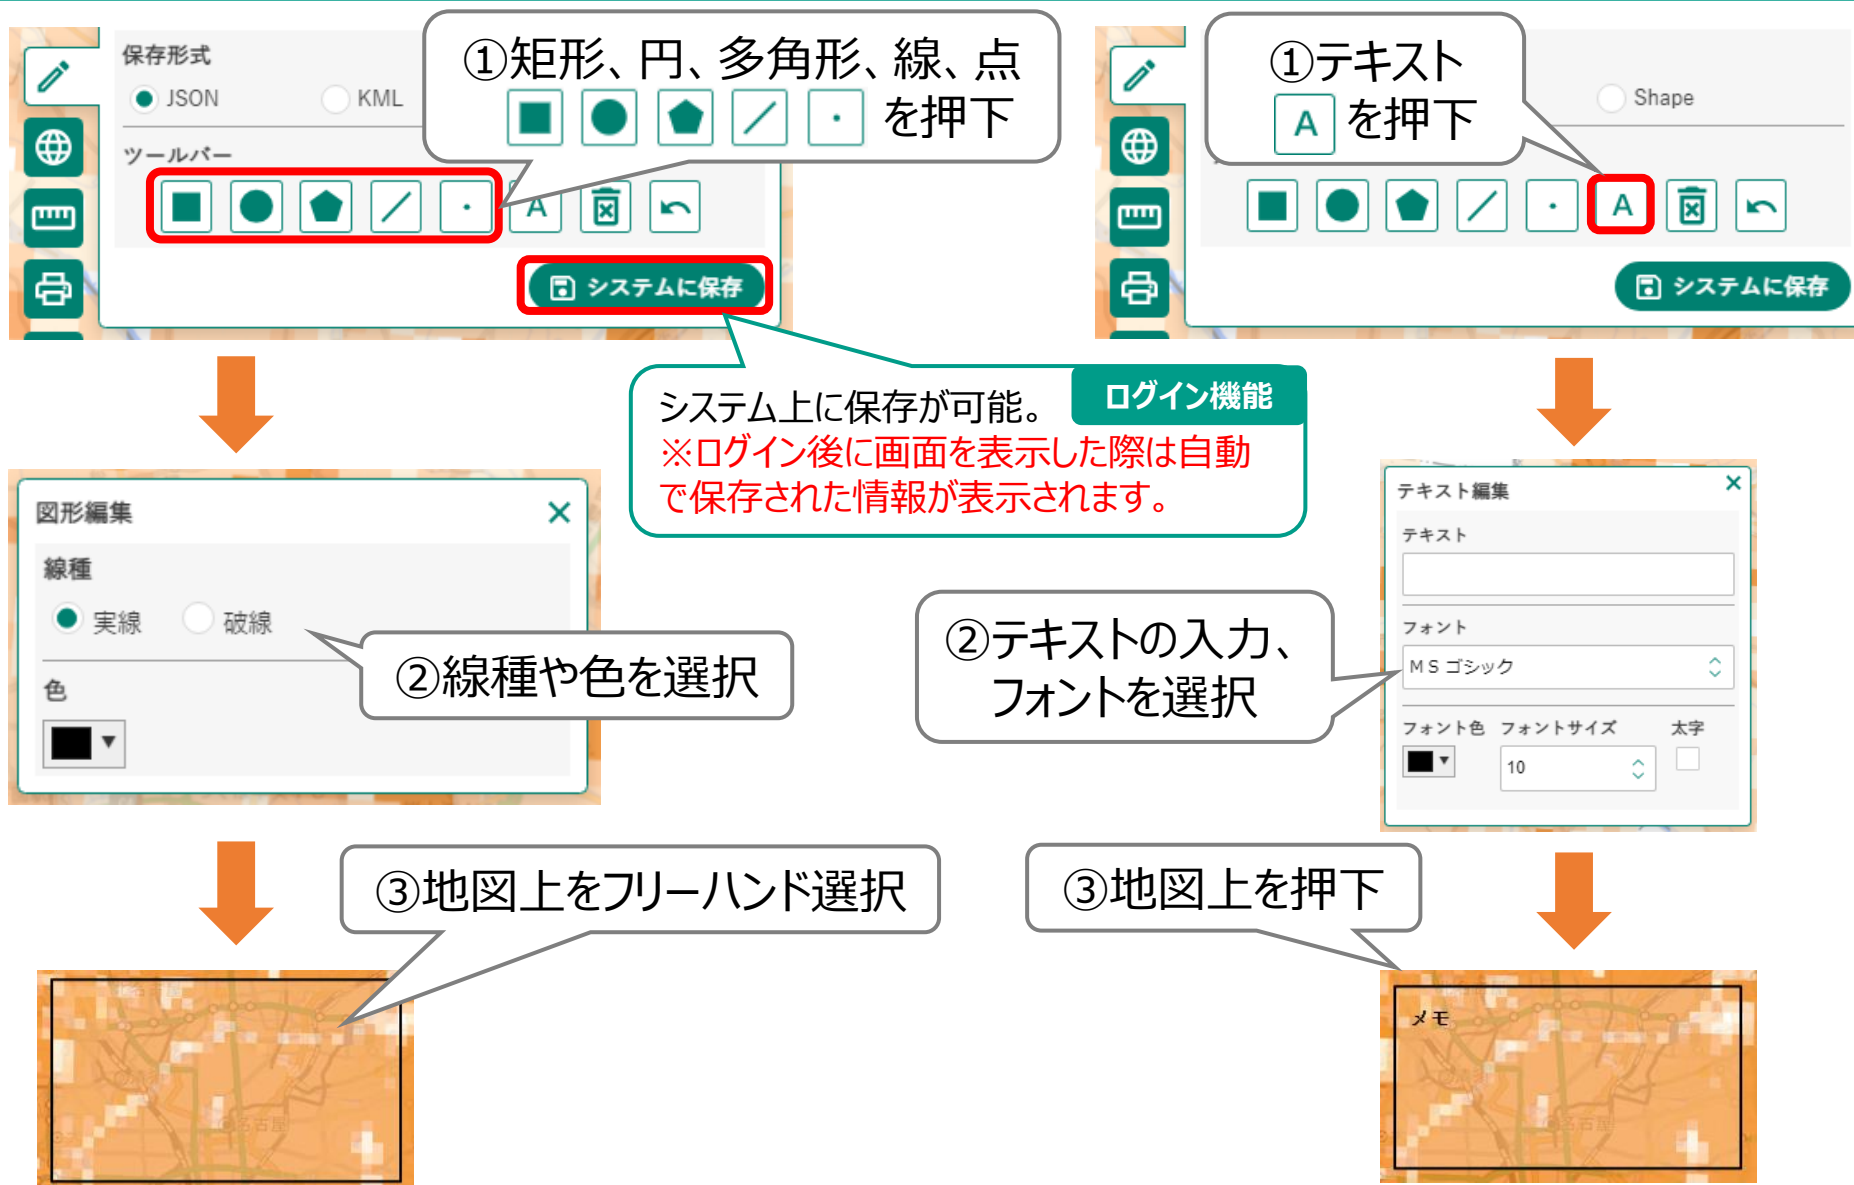 保存形式
JSON
KML
ツールバー
A
システムに保存
①矩形、円、多角形、線、点
を押下
システム上に保存が可能。
ログイン機能
※ログイン後に画面を表示した際は自動
で保存された情報が表示されます。
図形編集
線種
実線
破線
色
②線種や色を選択
③地図上をフリーハンド選択
名古屋
①テキスト
A を押下
Shape
A
システムに保存
テキスト編集
テキスト
フォント
MS ゴシック
フォント色 フォントサイズ 太字
10
②テキストの入力、
フォントを選択
③地図上を押下
メモ
名古屋